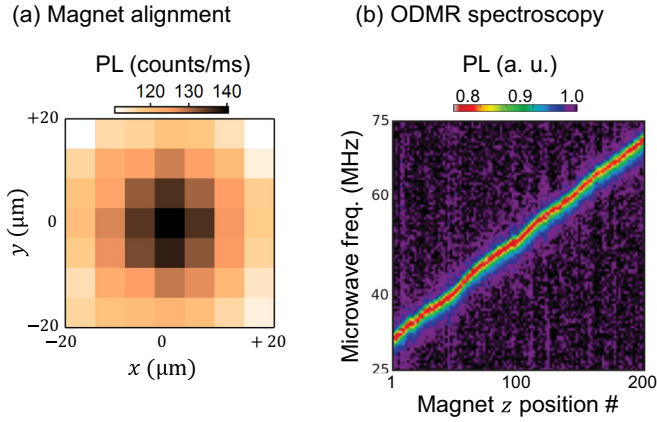 (a) Magnet alignment
PL (counts/ms)
120 130 140
+20
0
−20
y (μm)
−20 0 +20
x (μm)
(b) ODMR spectroscopy
PL (a. u.)
0.8 0.9 1.0
75
60
40
25
Microwave freq. (MHz)
1 100 200
Magnet z position #